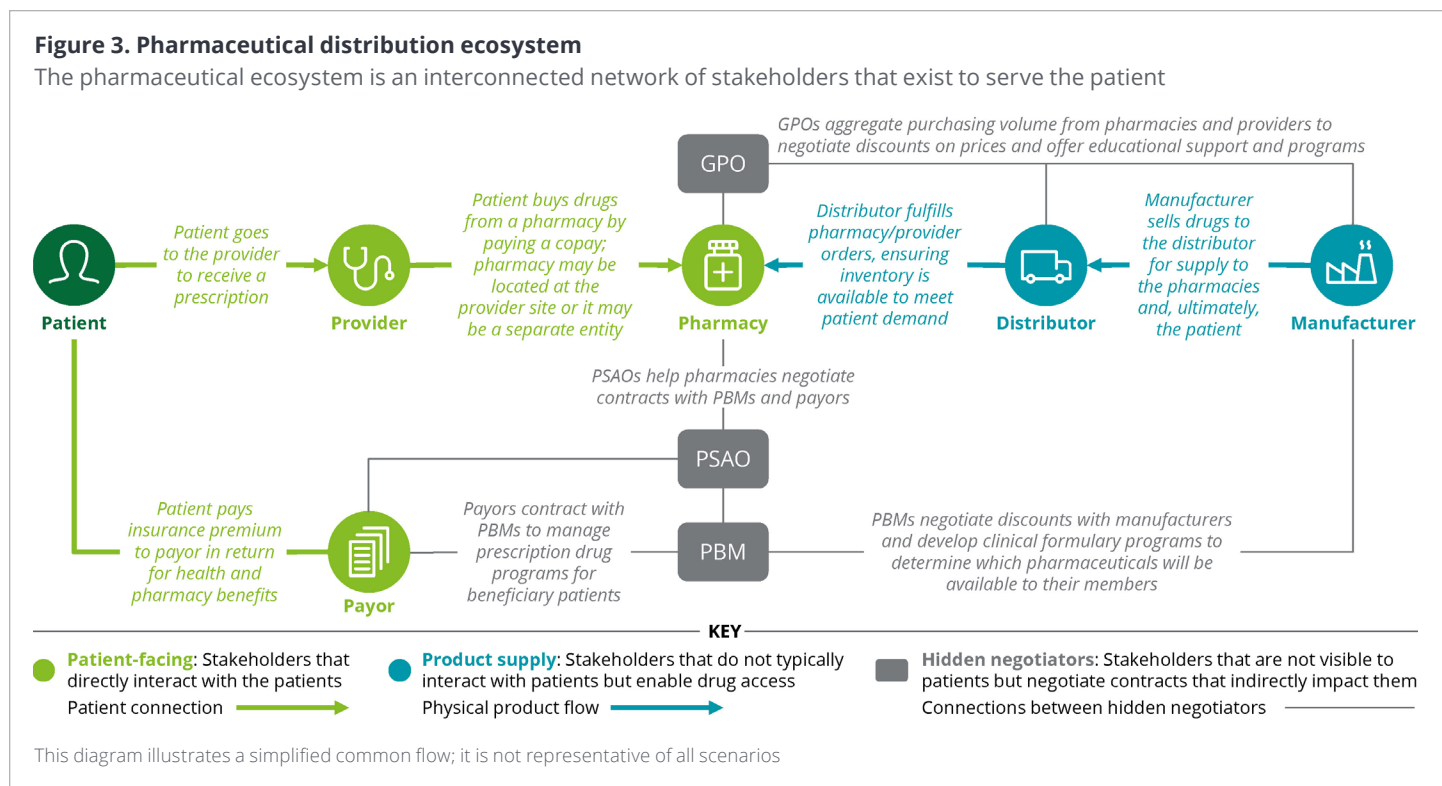 Figure 3. Pharmaceutical distribution ecosystem
The pharmaceutical ecosystem is an interconnected network of stakeholders that exist to serve the patient
GPO
GPOs aggregate purchasing volume from pharmacies and providers to
negotiate discounts on prices and offer educational support and programs
Patient
Patient goes
to the provider
to receive a
prescription
Provider
Patient buys drugs
from a pharmacy by
paying a copay;
pharmacy may be
located at the
provider site or it may
be a separate entity
Pharmacy
Distributor fulfills
pharmacy/provider
orders, ensuring
inventory is
available to meet
patient demand
Distributor
Manufacturer
sells drugs to
the distributor
for supply to
the pharmacies
and, ultimately,
the patient
Manufacturer
PSAOs help pharmacies negotiate
contracts with PBMs and payors
PSAO
Patient pays
insurance premium
to payor in return
for health and
pharmacy benefits
Payor
Payors contract with
PBMs to manage
prescription drug
programs for
beneficiary patients
PBM
PBMs negotiate discounts with manufacturers
and develop clinical formulary programs to
determine which pharmaceuticals will be
available to their members
KEY
Patient-facing: Stakeholders that
directly interact with the patients
Patient connection
Product supply: Stakeholders that do not typically
interact with patients but enable drug access
Physical product flow
Hidden negotiators: Stakeholders that are not visible to
patients but negotiate contracts that indirectly impact them
Connections between hidden negotiators
This diagram illustrates a simplified common flow; it is not representative of all scenarios